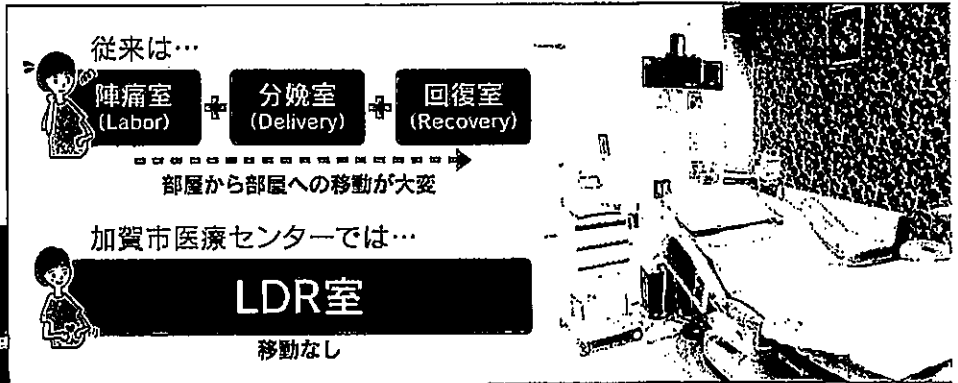 従来は…
陣痛室 + 分娩室 + 回復室
(Labor) (Delivery) (Recovery)
部屋から部屋への移動が大変
加賀市医療センターでは…
LDR室
移動なし